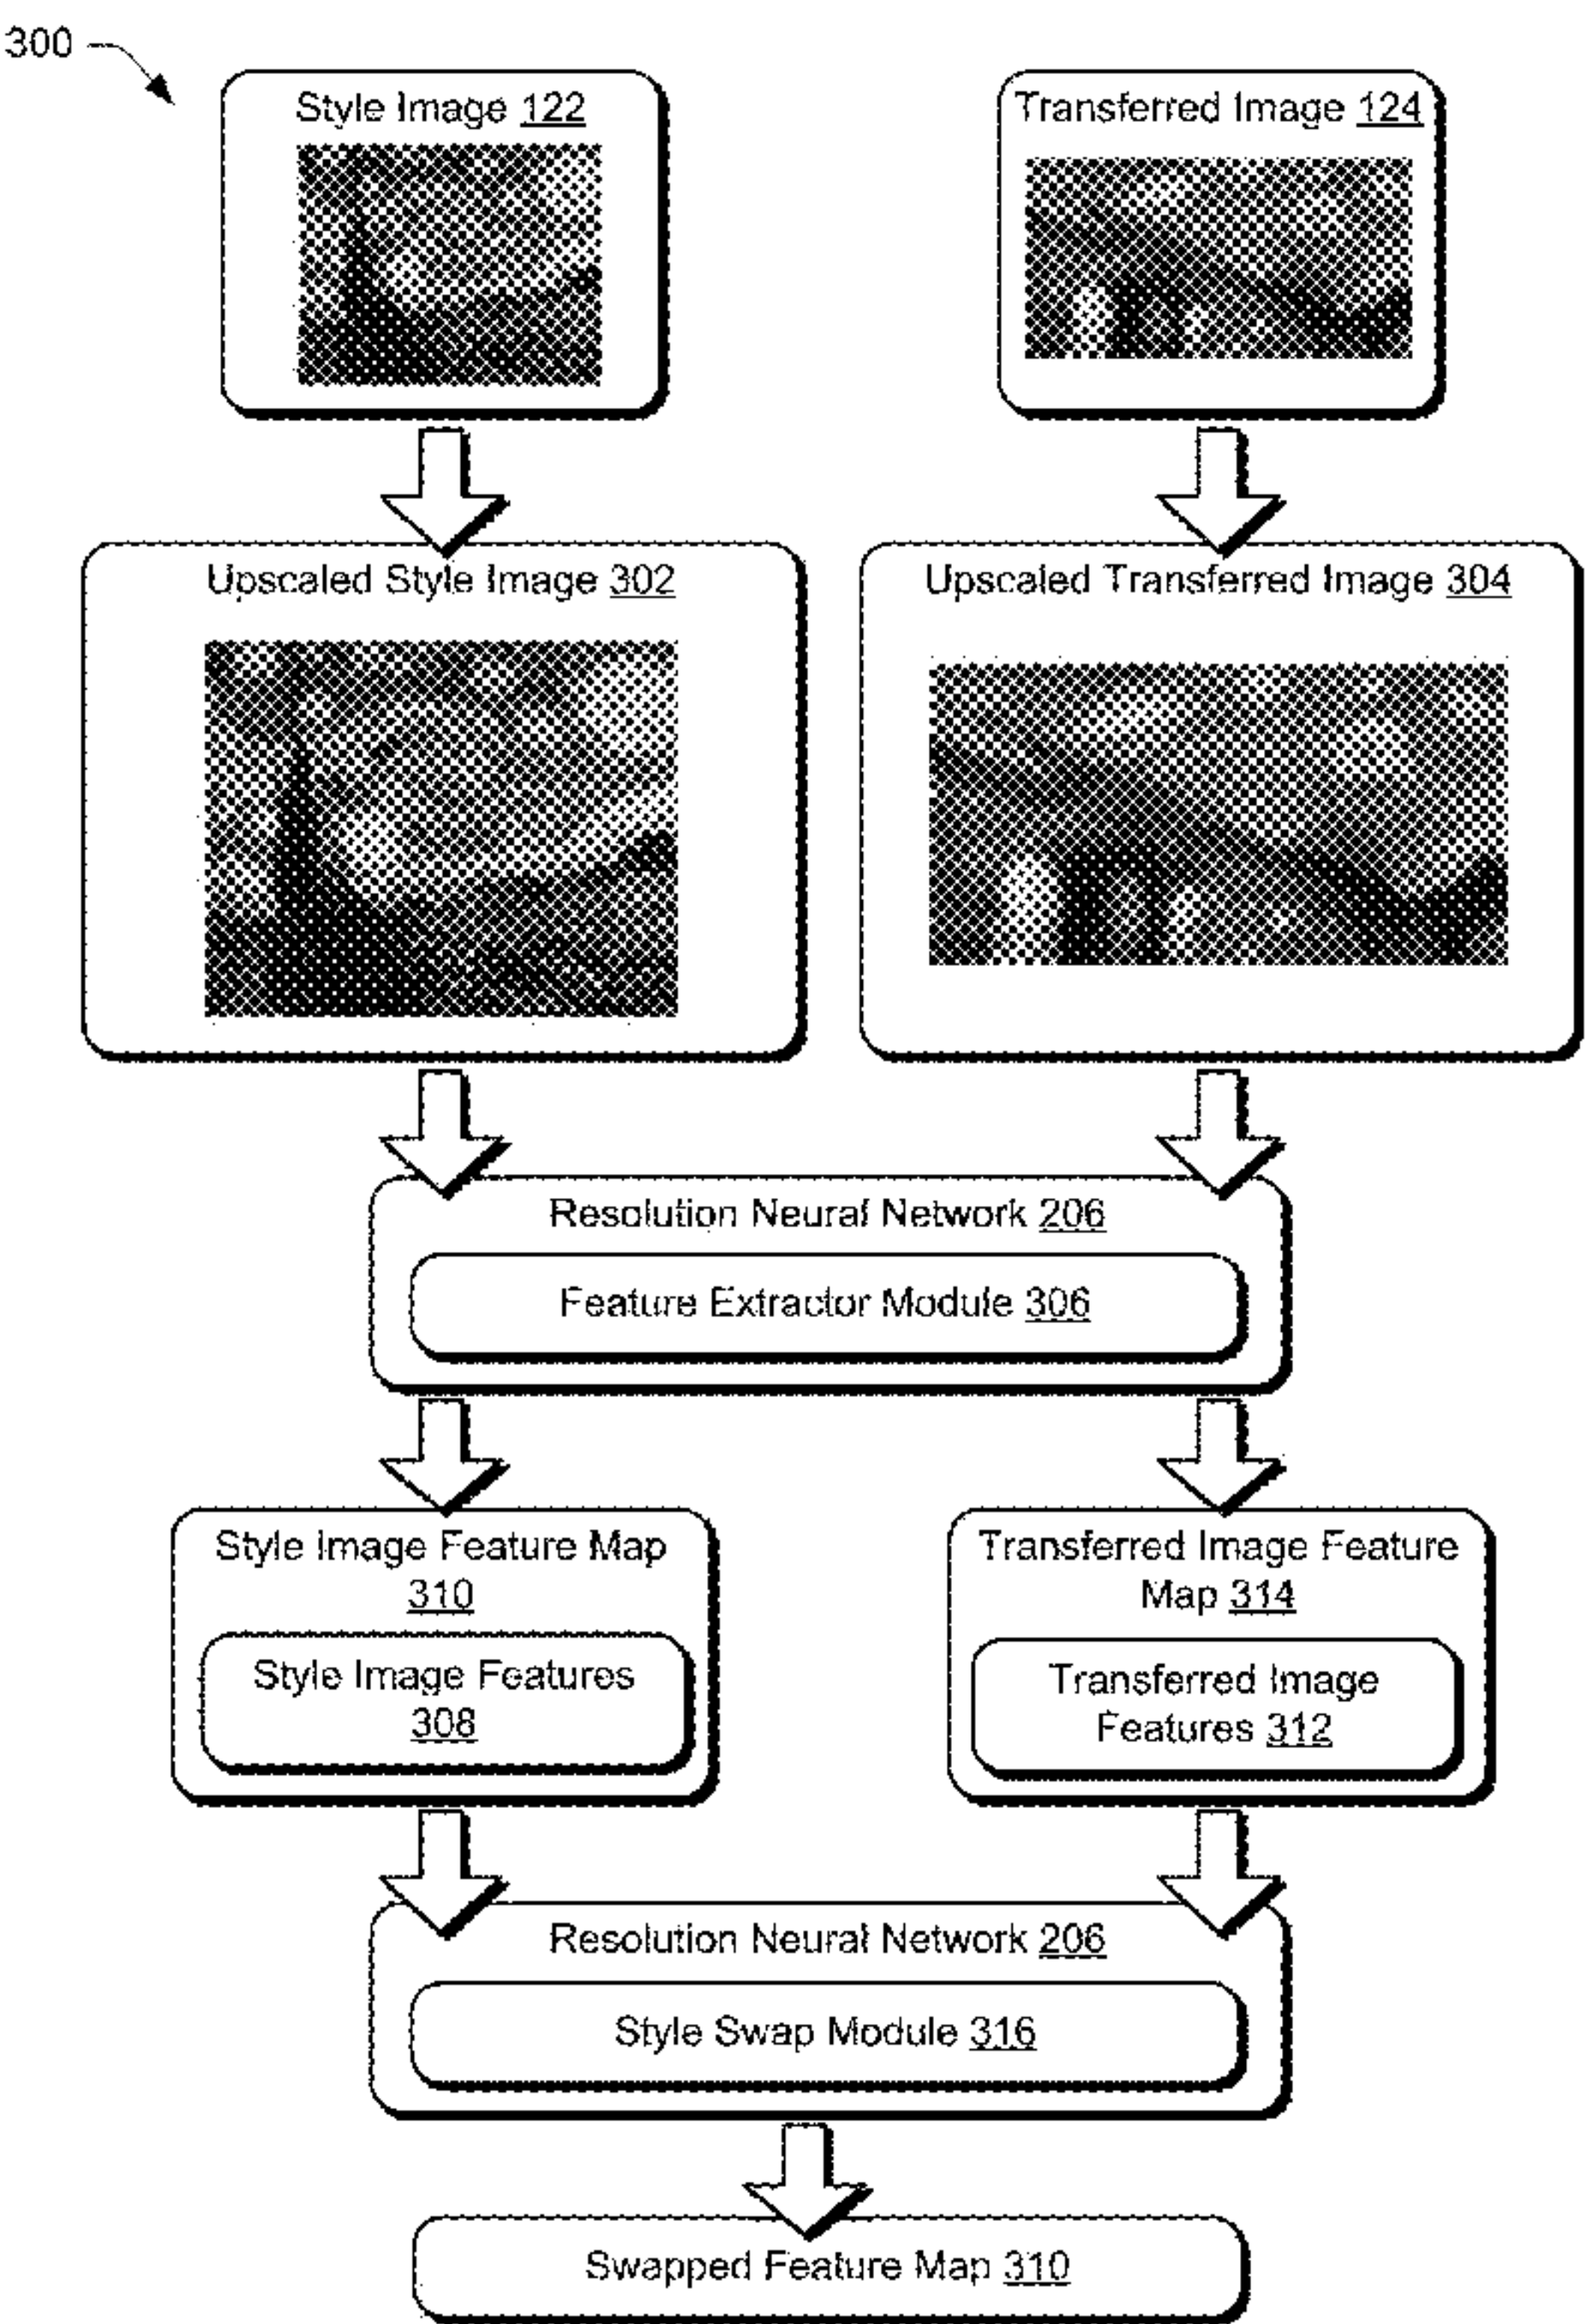 300
Style Image 122
Transferred Image 124
Upscaled Style Image 302
Upscaled Transferred Image 304
Resolution Neural Network 206
Feature Extractor Module 306
Style Image Feature Map
310
Style Image Features
308
Transferred Image Feature
Map 314
Transferred Image
Features 312
Resolution Neural Network 206
Style Swap Module 316
Swapped Feature Map 310